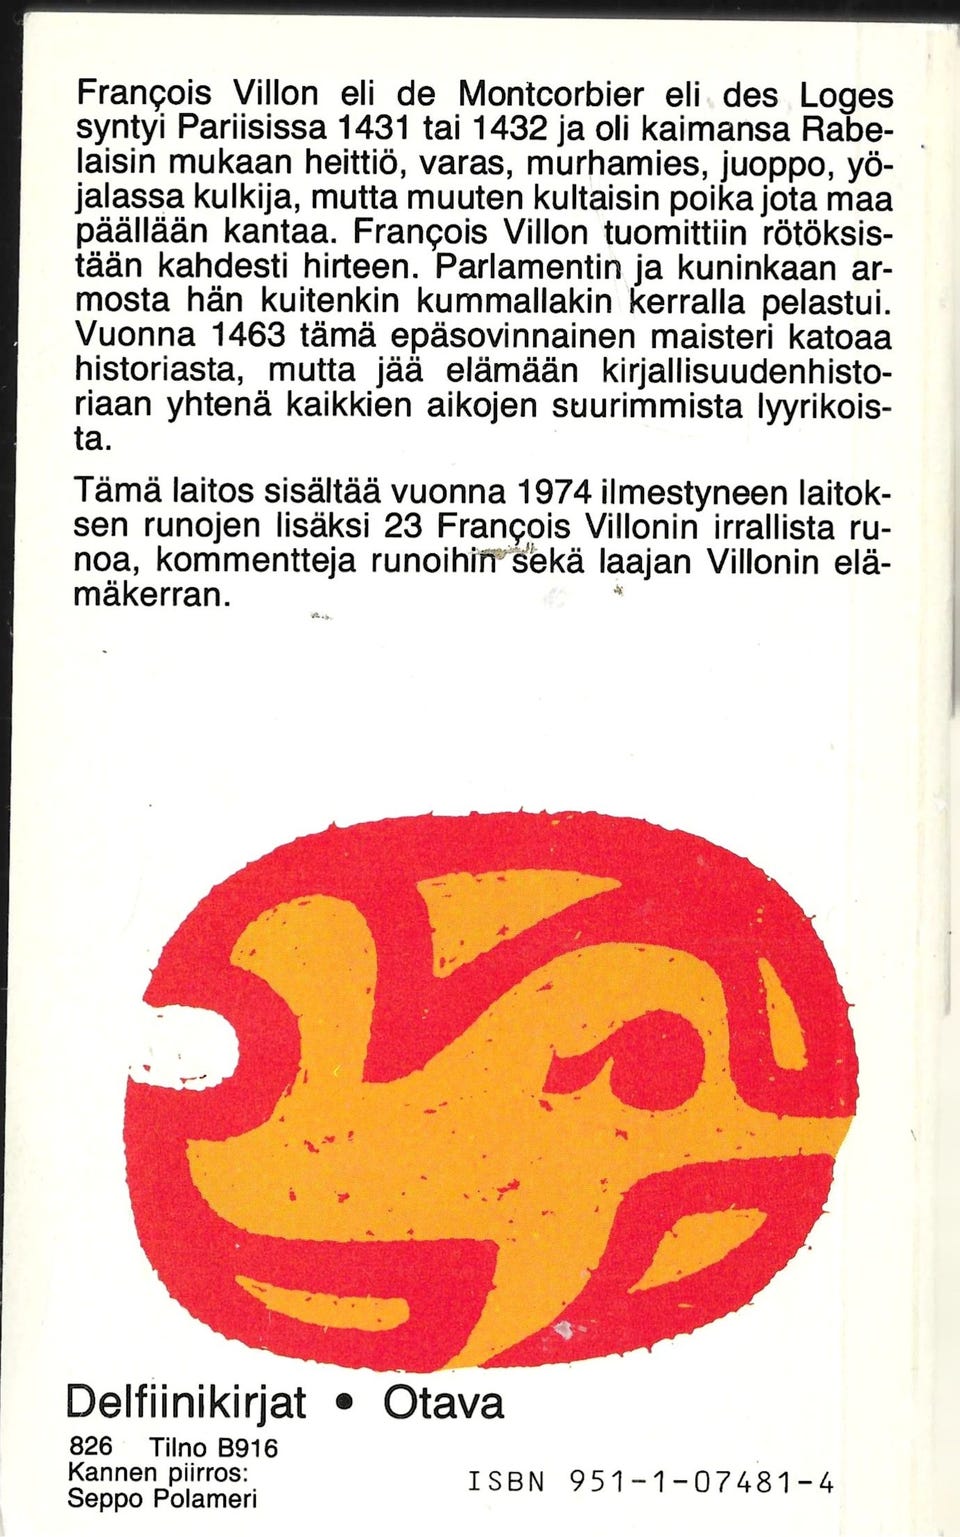 François Villon eli de Montcorbier eli des Loges
syntyi Pariisissa 1431 tai 1432 ja oli kaimansa Rabe-
laisin mukaan heittiö, varas, murhamies, juoppo, yö-
jalassa kulkija, mutta muuten kultaisin poika jota maa
päällään kantaa. François Villon tuomittiin rötöksis-
tään kahdesti hirteen. Parlamentin ja kuninkaan ar-
mosta hän kuitenkin kummallakin kerralla pelastui.
Vuonna 1463 tämä epäsovinnainen maisteri katoaa
historiasta, mutta jää elämään kirjallisuudenhisto-
riaan yhtenä kaikkien aikojen suurimmista lyyrikois-
ta.
Tämä laitos sisältää vuonna 1974 ilmestyneen laitok-
sen runojen lisäksi 23 François Villonin irrallista ru-
noa, kommentteja runoihin sekä laajan Villonin elä-
mäkerran.
Delfiinikirjat • Otava
826 Tilno B916
Kannen piirros:
Seppo Polameri
ISBN 951-1-07481-4